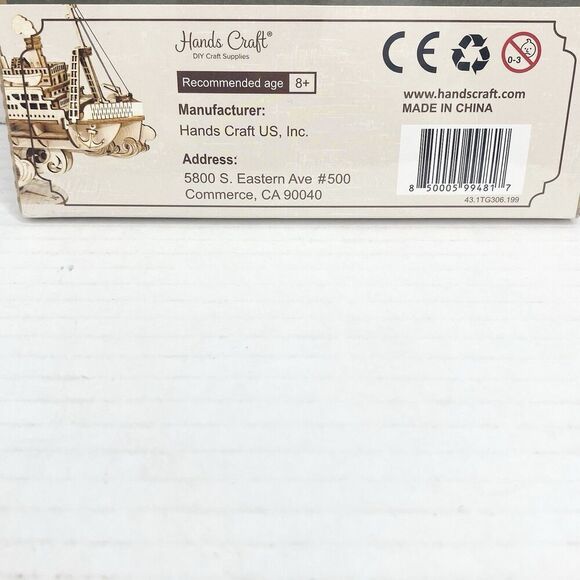 Hands Craft®
DIY Craft Supplies
Recommended age 8+
Manufacturer:
Hands Craft US, Inc.
Address:
5800 S. Eastern Ave #500
Commerce, CA 90040
CE
0-3
www.handscraft.com
MADE IN CHINA
8 50005 99481 7
43.1TG306.199